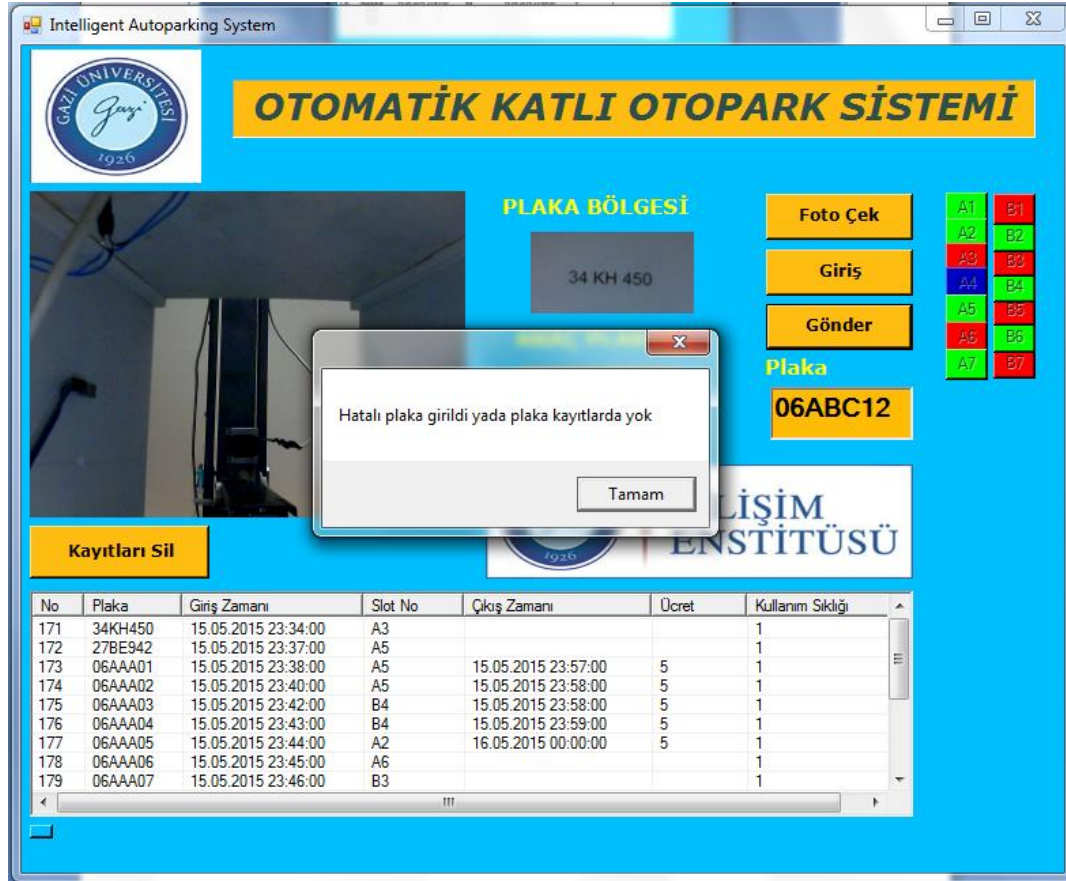 Intelligent Autoparking System
GAZİ ÜNİVERSİTESİ
Gazi
1926
OTOMATİK KATLI OTOPARK SİSTEMİ
PLAKA BÖLGESİ
34 KH 450
Foto Çek
Giriş
Gönder
A1 B1
A2 B2
A3 B3
A4 B4
A5 B5
A6 B6
A7 B7
Plaka
06ABC12
Hatalı plaka girildi yada plaka kayıtlarda yok
Tamam
LİŞİM
ENSTİTÜSÜ
1926
Kayıtları Sil
No Plaka Giriş Zamanı Slot No Çıkış Zamanı Ücret Kullanım Sıklığı
171 34KH450 15.05.2015 23:34:00 A3 1
172 27BE942 15.05.2015 23:37:00 A5 1
173 06AAA01 15.05.2015 23:38:00 A5 15.05.2015 23:57:00 5 1
174 06AAA02 15.05.2015 23:40:00 A5 15.05.2015 23:58:00 5 1
175 06AAA03 15.05.2015 23:42:00 B4 15.05.2015 23:58:00 5 1
176 06AAA04 15.05.2015 23:43:00 B4 15.05.2015 23:59:00 5 1
177 06AAA05 15.05.2015 23:44:00 A2 16.05.2015 00:00:00 5 1
178 06AAA06 15.05.2015 23:45:00 A6 1
179 06AAA07 15.05.2015 23:46:00 B3 1